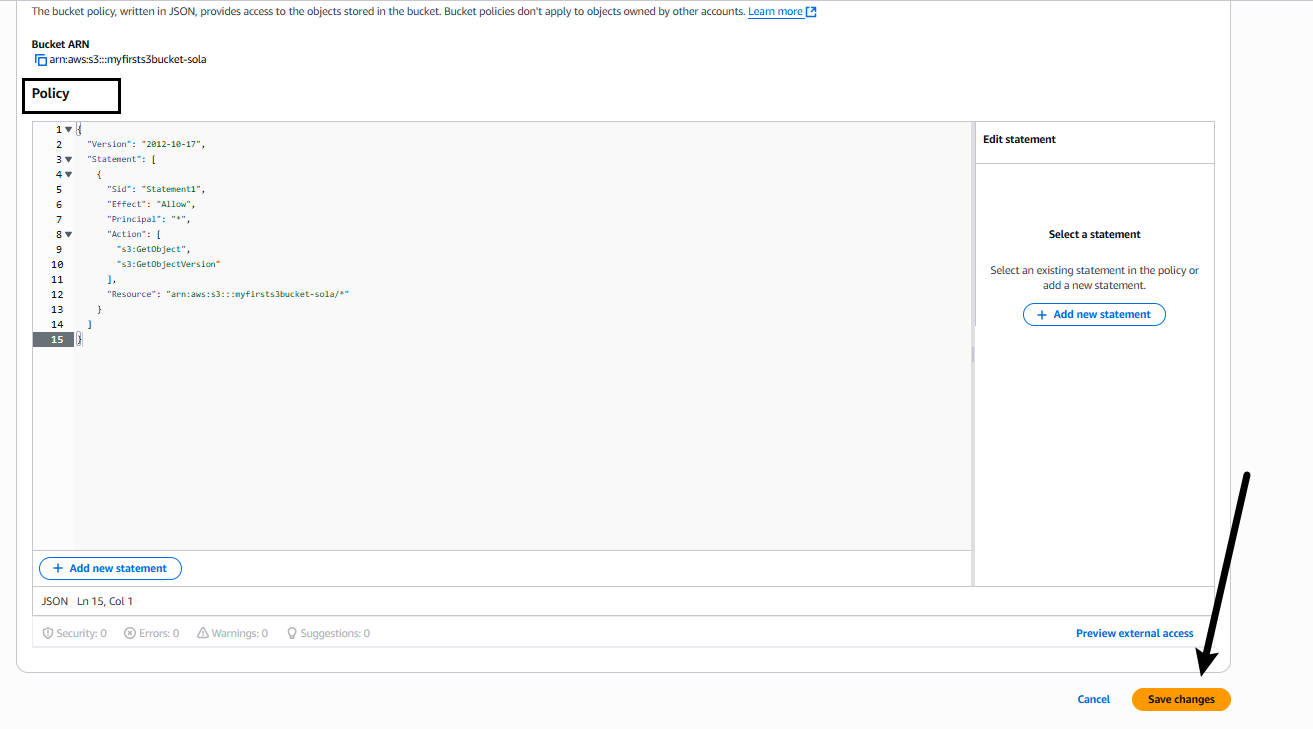 The bucket policy, written in JSON, provides access to the objects stored in the bucket. Bucket policies don't apply to objects owned by other accounts. Learn more
Bucket ARN
arn:aws:s3:::myfirsts3bucket-sola
Policy
1 {
2 "Version": "2012-10-17",
3 "Statement": [
4 {
5 "Sid": "Statement1",
6 "Effect": "Allow",
7 "Principal": "*",
8 "Action": [
9 "s3:GetObject",
10 "s3:GetObjectVersion"
11 ],
12 "Resource": "arn:aws:s3:::myfirsts3bucket-sola/*"
13 }
14 ]
15 }
Edit statement
Select a statement
Select an existing statement in the policy or
add a new statement.
+ Add new statement
+ Add new statement
JSON Ln 15, Col 1
Security: 0 Errors: 0 Warnings: 0 Suggestions: 0
Preview external access
Cancel
Save changes